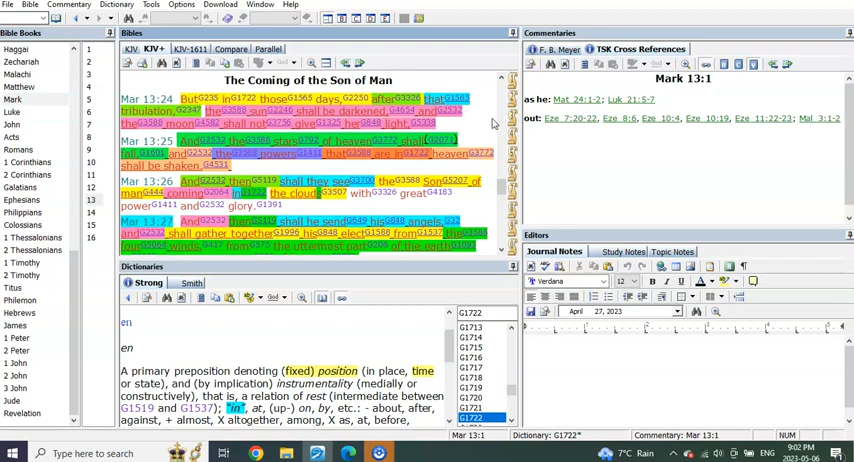 File Bible Commentary Dictionary Tools Options Download Window Help
B C D E
Bible Books
Haggai
Zechariah
Malachi
Matthew
Mark
Luke
John
Acts
Romans
1 Corinthians
2 Corinthians
Galatians
Ephesians
Philippians
Colossians
1 Thessalonians
2 Thessalonians
1 Timothy
2 Timothy
Titus
Philemon
Hebrews
James
1 Peter
2 Peter
1 John
2 John
3 John
Jude
Revelation
1
2
3
4
5
6
7
8
9
10
11
12
13
14
15
16
Bibles
KJV KJV+ KJV-1611 Compare Parallel
The Coming of the Son of Man
Mar 13:24 But G235 in G1722 those G1565 days, G2250 after G3326 that G1565
tribulation, G2347 the G3588 sun G2246 shall be darkened, G4654 and G2532
the G3588 moon G4582 shall not G3756 give G1325 her G848 light, G5338
Mar 13:25 And G2532 the G3588 stars G792 of heaven G3772 shall (G2071)
fall, G1601 and G2532 the G3588 powers G1411 that G3588 are in G1722 heaven G3772
shall be shaken. G4531
Mar 13:26 And G2532 then G5119 shall they see G3700 the G3588 Son G5207 of
man G444 coming G2064 in G1722 the clouds G3507 with G3326 great G4183
power G1411 and G2532 glory. G1391
Mar 13:27 And G2532 then G5119 shall he send G649 his G848 angels, G32
and G2532 shall gather together G1996 his G848 elect G1588 from G1537 the G3588
four G5064 winds, G417 from G575 the uttermost part G206 of the earth G1093
Dictionaries
Strong Smith
God
G1722
en
en
A primary preposition denoting (fixed) position (in place, time
or state), and (by implication) instrumentality (medially or
constructively), that is, a relation of rest (intermediate between
G1519 and G1537); "in", at, (up-) on, by, etc.: - about, after,
against, + almost, X altogether, among, X as, at, before,
G1713
G1714
G1715
G1716
G1717
G1718
G1719
G1720
G1721
G1722
Commentaries
F. B. Meyer TSK Cross References
Mark 13:1
as he: Mat 24:1-2; Luk 21:5-7
out: Eze 7:20-22, Eze 8:6, Eze 10:4, Eze 10:19, Eze 11:22-23; Mal 3:1-2
Editors
Journal Notes Study Notes Topic Notes
Verdana 12 B I U A
April 27, 2023
1 2 3 4 5
Mar 13:1 Dictionary: G1722* Commentary: Mar 13:1 NUM
Type here to search
7°C Rain
ENG
9:02 PM
2023-05-06